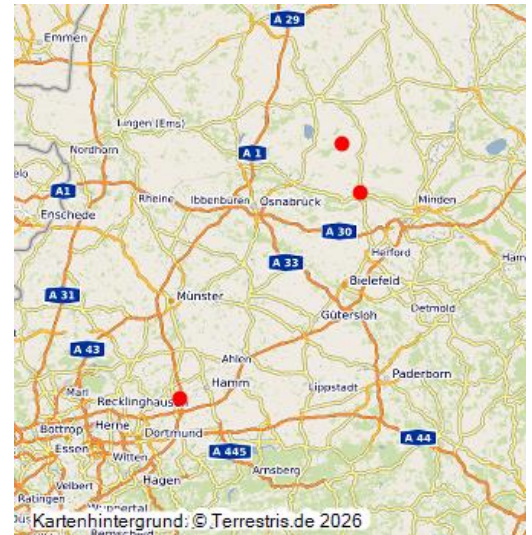 A 29
Emmen
Lingen (Ems)
Nordhorn
A 1
A1
Rheine
Ibbenbüren
Osnabrück
Minden
Enschede
A 30
Herford
A 33
Bielefeld
A 31
Münster
Gütersloh
Detmold
A 43
Ahlen
Paderborn
Marl
Hamm
Lippstadt
Recklinghaus
Bottrop
Herne
Dortmund
A 44
Essen
Witten
A 445
Arnsberg
Velbert
Hagen
Ratingen
Wuppertal
Kartenhintergrund: © Terrestris.de 2026